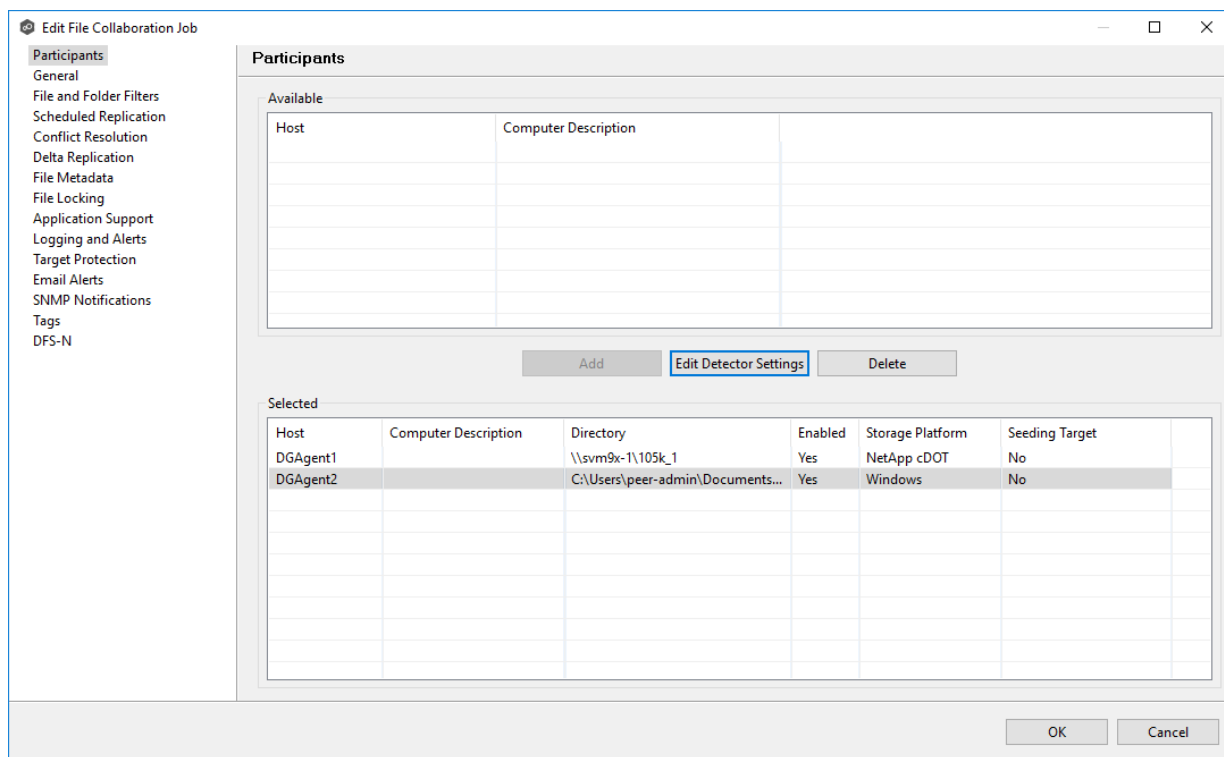 Edit File Collaboration Job
Participants
General
File and Folder Filters
Scheduled Replication
Conflict Resolution
Delta Replication
File Metadata
File Locking
Application Support
Logging and Alerts
Target Protection
Email Alerts
SNMP Notifications
Tags
DFS-N
Participants
Available
Host Computer Description
Add Edit Detector Settings Delete
Selected
Host Computer Description Directory Enabled Storage Platform Seeding Target
DGAgent1 \\svm9x-1\105k_1 Yes NetApp cDOT No
DGAgent2 C:\Users\peer-admin\Documents... Yes Windows No
OK Cancel